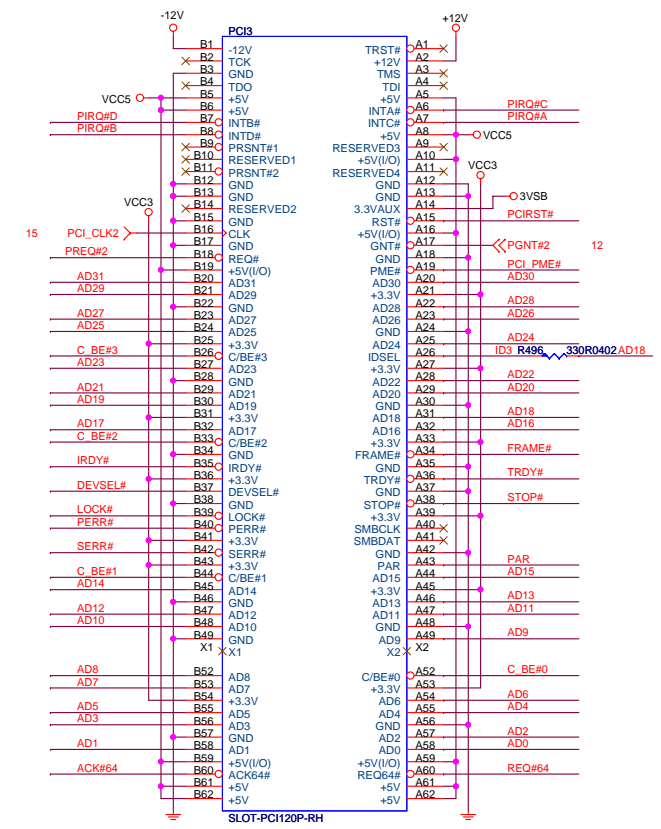 -12V +12V
PCI3
B1 -12V TRST# A1
B2 TCK +12V A2
B3 GND TMS A3
B4 TDO TDI A4
VCC5 B5 +5V +5V A5
B6 +5V INTA# A6 PIRQ#C
PIRQ#D B7 INTB# INTC# A7 PIRQ#A
PIRQ#B B8 INTD# +5V A8 VCC5
B9 PRSNT#1 RESERVED3 A9
B10 RESERVED1 +5V(I/O) A10
B11 PRSNT#2 RESERVED4 A11 VCC3
B12 GND GND A12
B13 GND GND A13
VCC3 B14 RESERVED2 3.3VAUX A14 3VSB
B15 GND RST# A15 PCIRST#
15 PCI_CLK2 B16 CLK +5V(I/O) A16
B17 GND GNT# A17 PGNT#2 12
PREQ#2 B18 REQ# GND A18
B19 +5V(I/O) PME# A19 PCI_PME#
AD31 B20 AD31 AD30 A20 AD30
AD29 B21 AD29 +3.3V A21
B22 GND AD28 A22 AD28
AD27 B23 AD27 AD26 A23 AD26
AD25 B24 AD25 GND A24
B25 +3.3V AD24 A25 AD24
C_BE#3 B26 C/BE#3 IDSEL A26 ID3 R496 330R0402 AD18
AD23 B27 AD23 +3.3V A27
B28 GND AD22 A28 AD22
AD21 B29 AD21 AD20 A29 AD20
AD19 B30 AD19 GND A30
B31 +3.3V AD18 A31 AD18
AD17 B32 AD17 AD16 A32 AD16
C_BE#2 B33 C/BE#2 +3.3V A33
B34 GND FRAME# A34 FRAME#
IRDY# B35 IRDY# GND A35
B36 +3.3V TRDY# A36 TRDY#
DEVSEL# B37 DEVSEL# GND A37
B38 GND STOP# A38 STOP#
LOCK# B39 LOCK# +3.3V A39
PERR# B40 PERR# SMBCLK A40
B41 +3.3V SMBDAT A41
SERR# B42 SERR# GND A42
B43 +3.3V PAR A43 PAR
C_BE#1 B44 C/BE#1 AD15 A44 AD15
AD14 B45 AD14 +3.3V A45
B46 GND AD13 A46 AD13
AD12 B47 AD12 AD11 A47 AD11
AD10 B48 AD10 GND A48
B49 GND AD9 A49 AD9
X1 X1 X2 X2
AD8 B52 AD8 C/BE#0 A52 C_BE#0
AD7 B53 AD7 +3.3V A53
B54 +3.3V AD6 A54 AD6
AD5 B55 AD5 AD4 A55 AD4
AD3 B56 AD3 GND A56
B57 GND AD2 A57 AD2
AD1 B58 AD1 AD0 A58 AD0
B59 +5V(I/O) +5V(I/O) A59
ACK#64 B60 ACK64# REQ64# A60 REQ#64
B61 +5V +5V A61
B62 +5V +5V A62
SLOT-PCI120P-RH